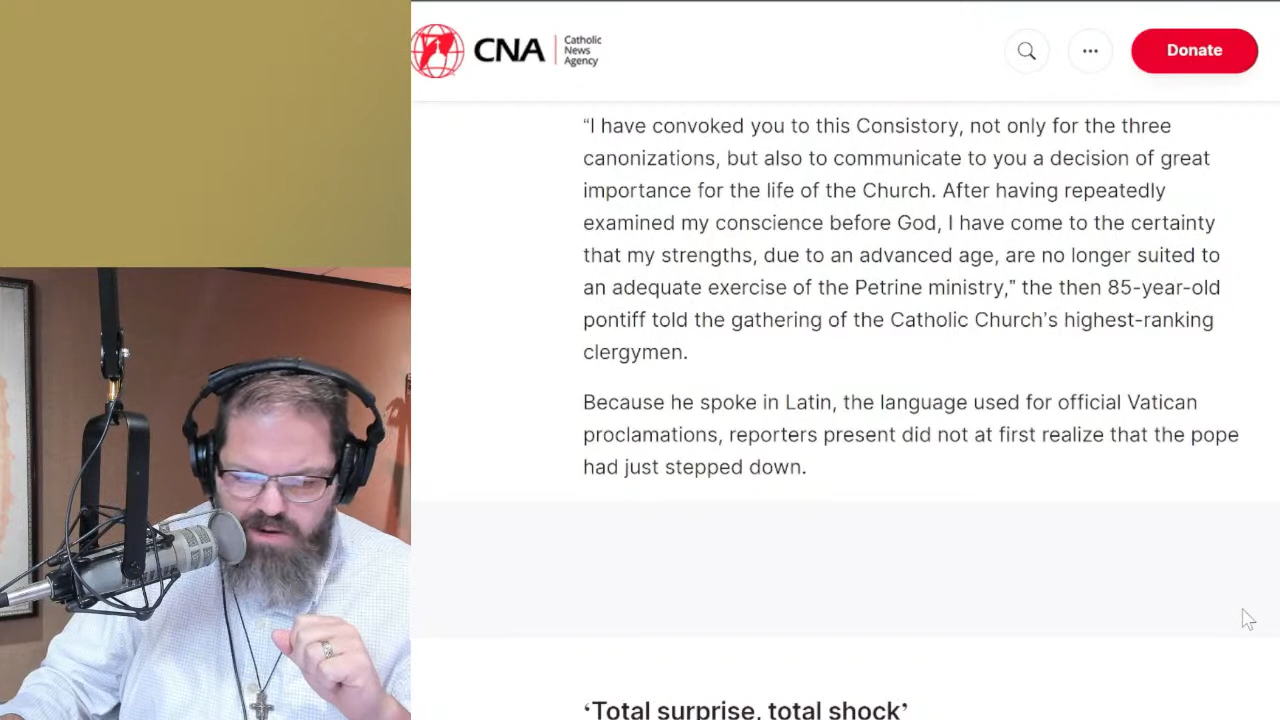 CNA
Catholic
News
Agency
Donate
“I have convoked you to this Consistory, not only for the three
canonizations, but also to communicate to you a decision of great
importance for the life of the Church. After having repeatedly
examined my conscience before God, I have come to the certainty
that my strengths, due to an advanced age, are no longer suited to
an adequate exercise of the Petrine ministry,” the then 85-year-old
pontiff told the gathering of the Catholic Church’s highest-ranking
clergymen.
Because he spoke in Latin, the language used for official Vatican
proclamations, reporters present did not at first realize that the pope
had just stepped down.
‘Total surprise, total shock’